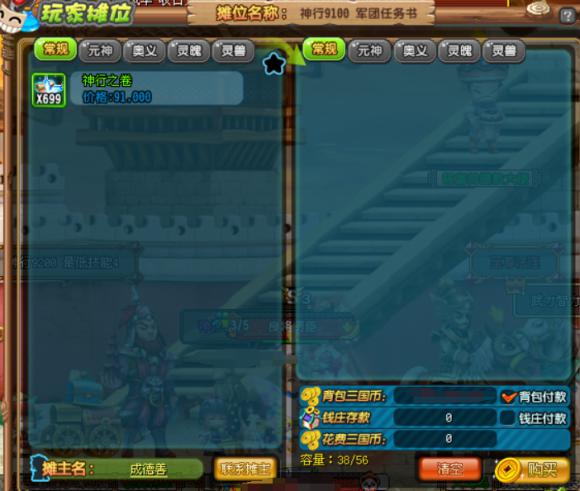 玩家摊位
摊位名称：
神行9100 军团任务书
常规 元神 奥义 灵魄 灵兽
常规 元神 奥义 灵魄 灵兽
X699
神行之卷
价格:91,000
3/5
背包三国币：
背包付款
钱庄存款
0
钱庄付款
花费三国币：
0
容量：38/56
摊主名：
成德善
联系摊主
清空
购买